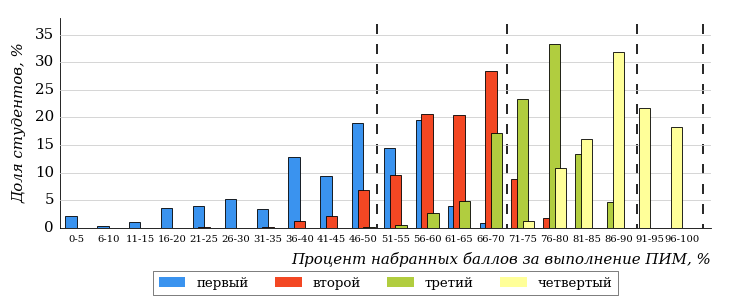 Доля студентов, %
35
30
25
20
15
10
5
0
0-5 6-10 11-15 16-20 21-25 26-30 31-35 36-40 41-45 46-50 51-55 56-60 61-65 66-70 71-75 76-80 81-85 86-90 91-95 96-100
Процент набранных баллов за выполнение ПИМ, %
первый второй третий четвертый